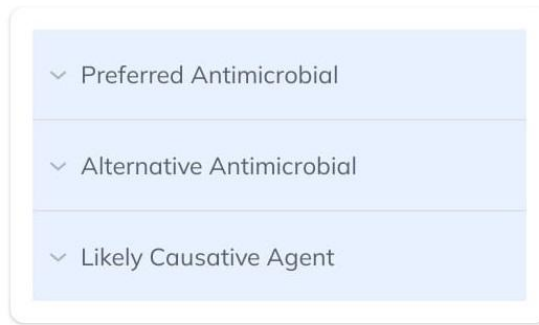 Preferred Antimicrobial
Alternative Antimicrobial
Likely Causative Agent